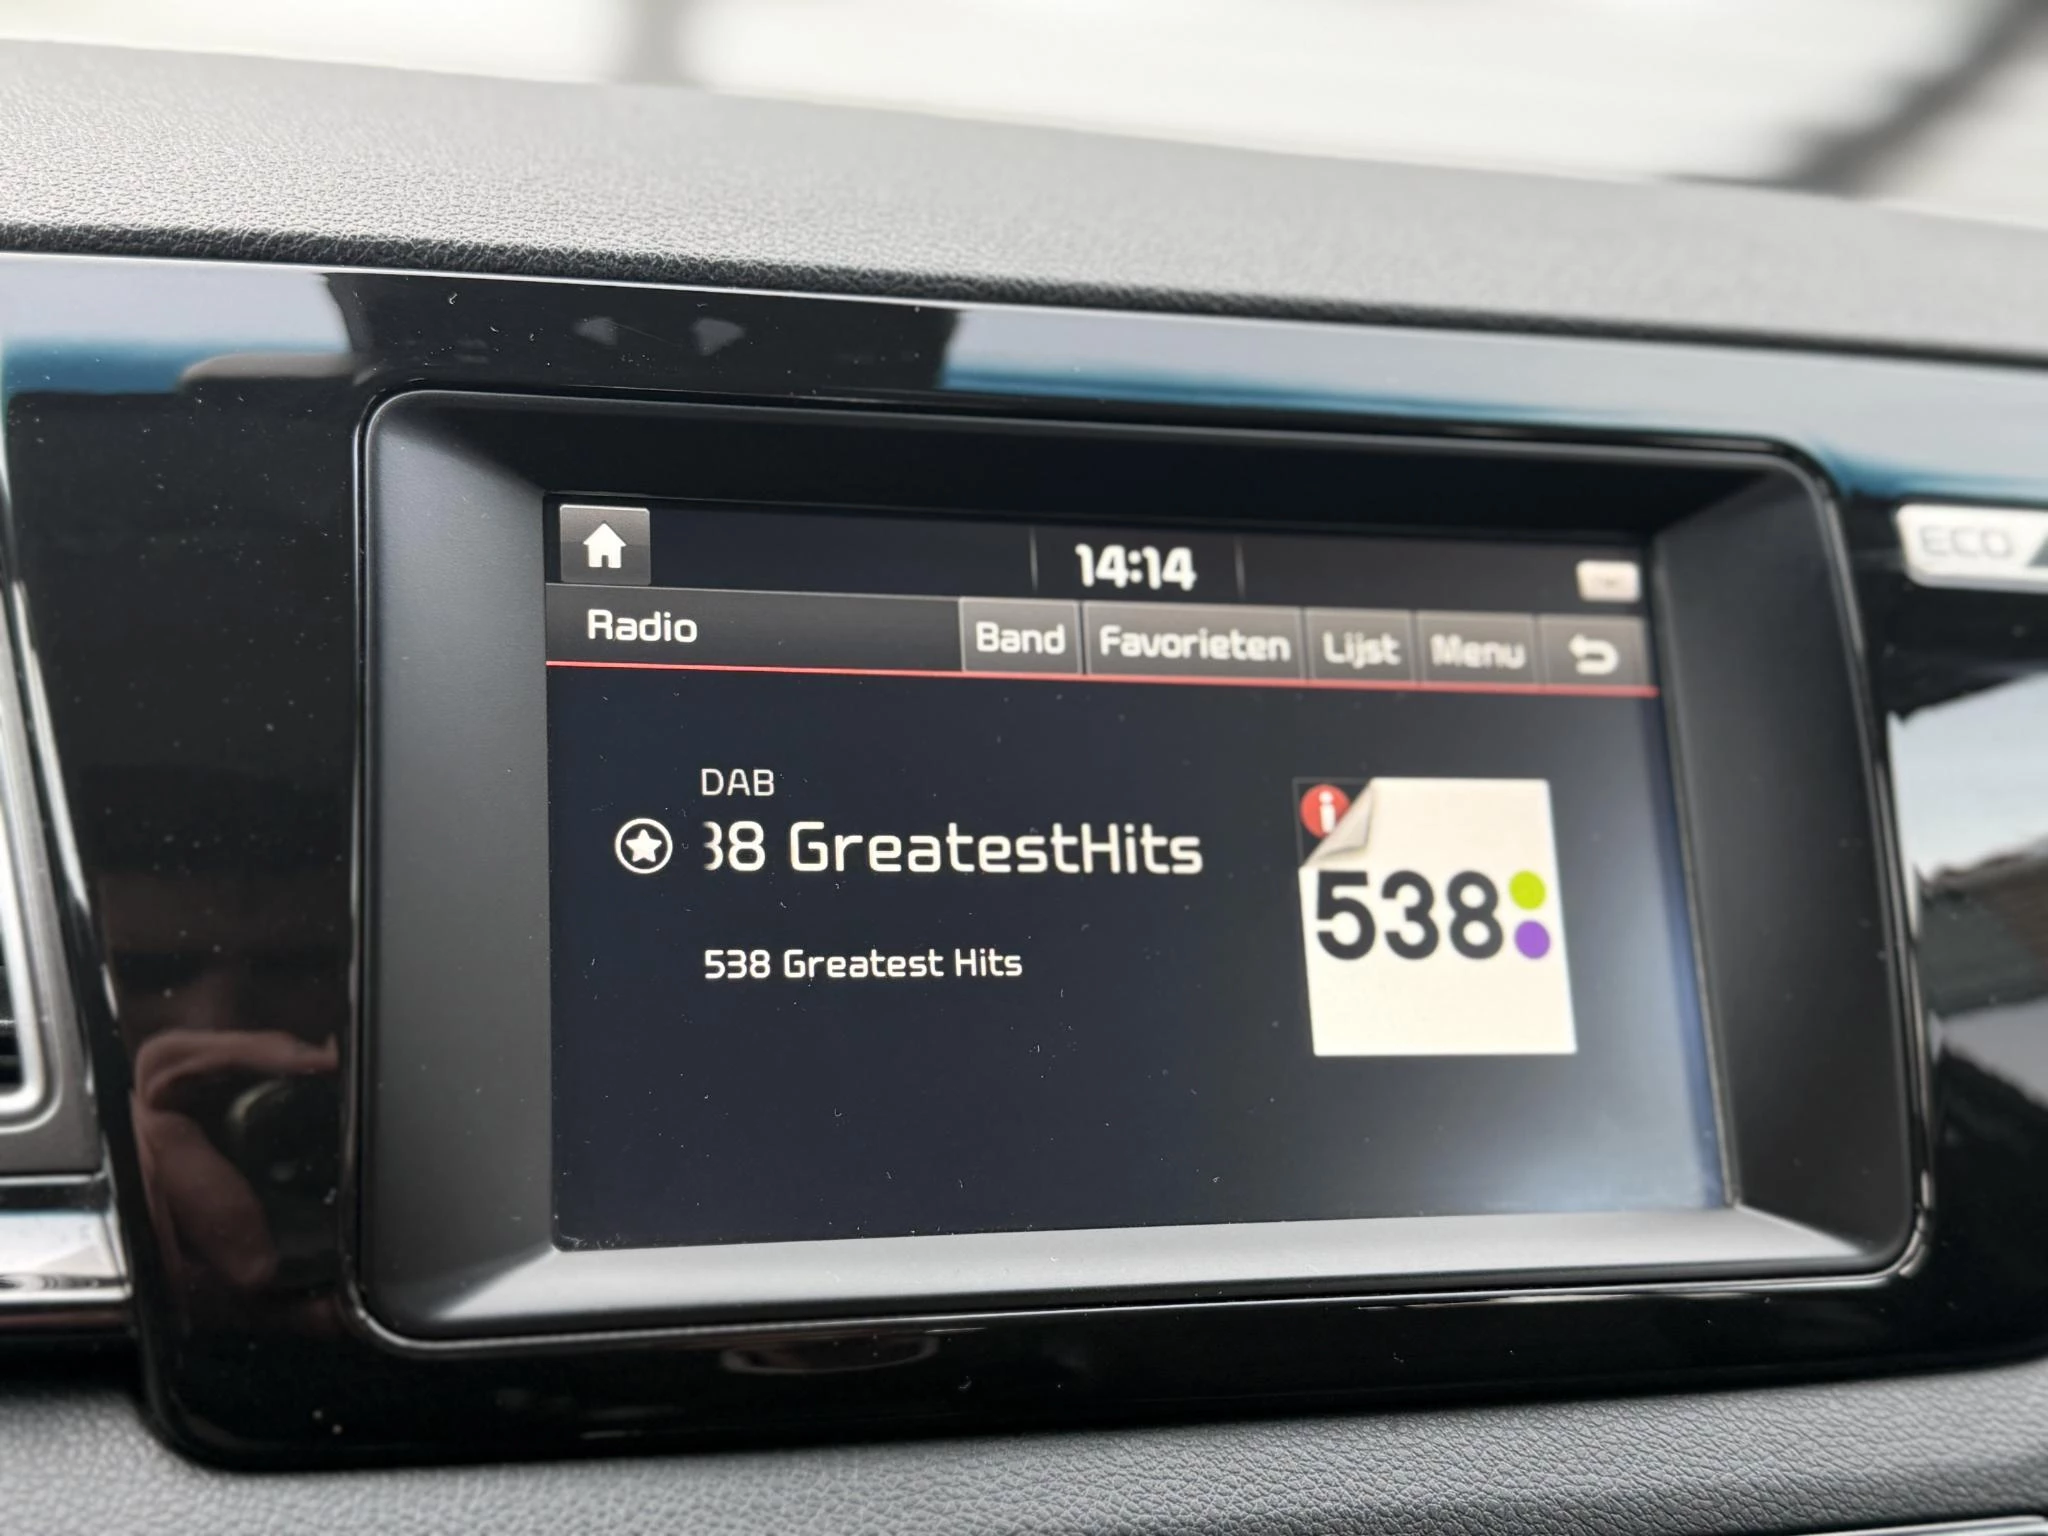 14:14
ECO
Radio Band Favorieten Lijst Menu
DAB
38 GreatestHits
538
538 Greatest Hits